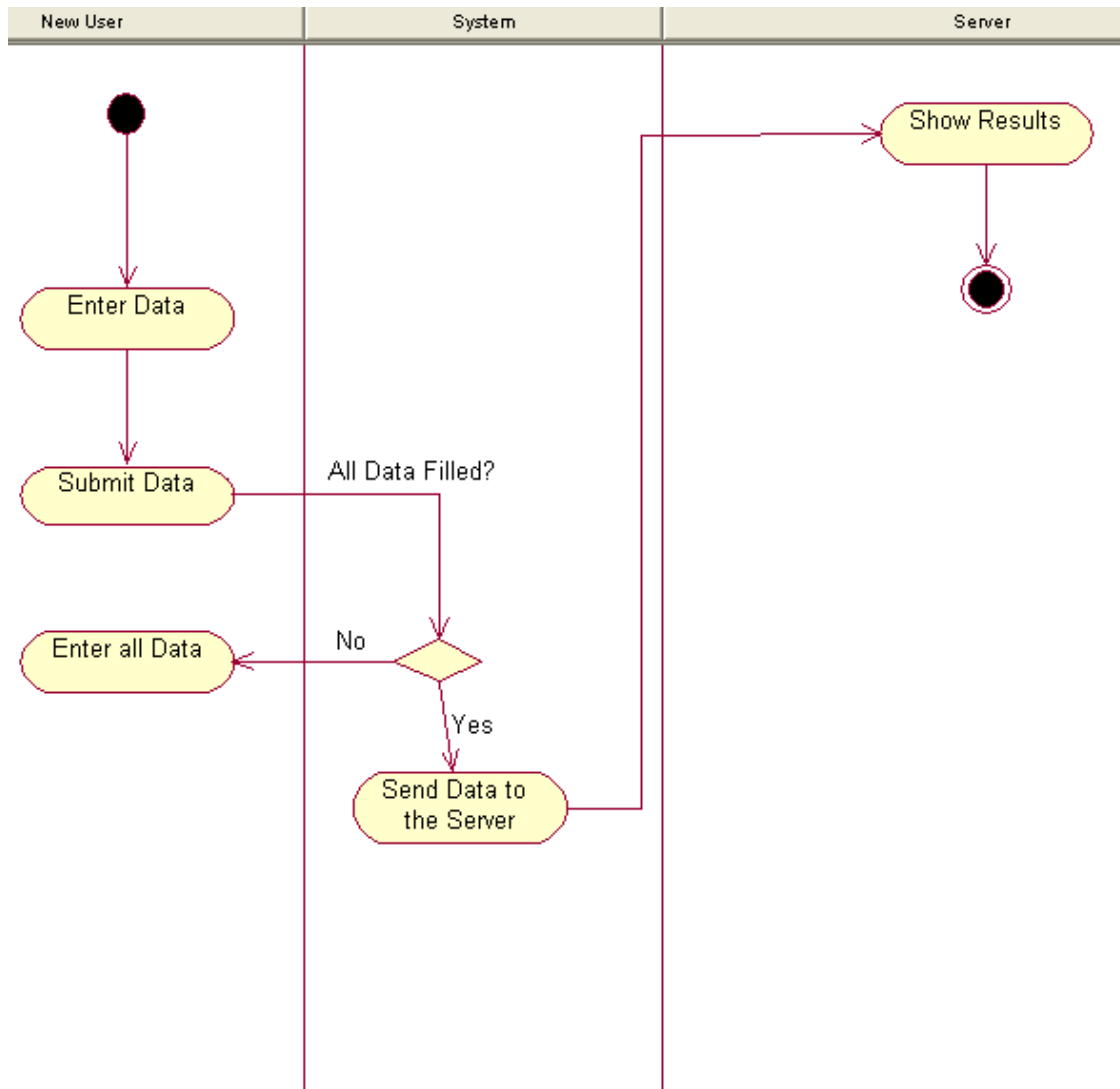 New User
System
Server
Show Results
Enter Data
Submit Data
All Data Filled?
Enter all Data
No
Yes
Send Data to
the Server